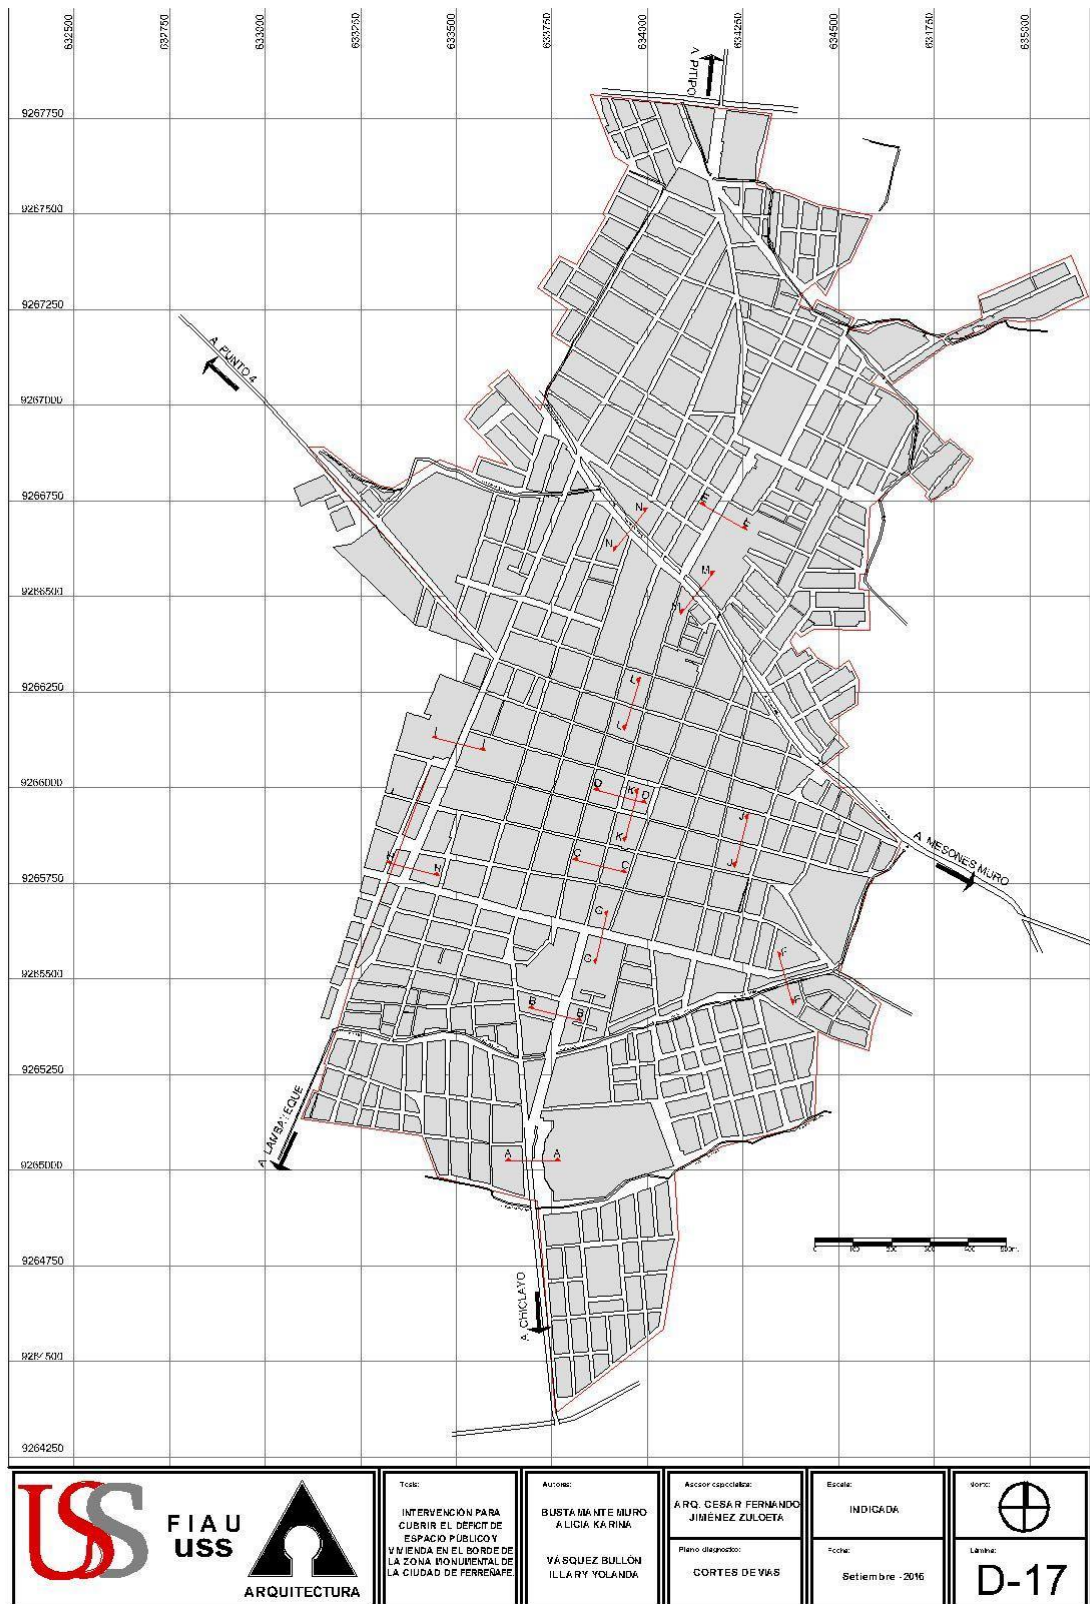 632500
632750
633000
633250
633500
633750
634000
634250
634500
635000
A PITIPO
9267750
9267500
9267250
A PUNTO 4
9267000
9266750
N
E
N
E
M
M
9266500
9266250
L
L
I
I
9266000
D
K
D
K
J
J
A MESONES MURO
H
H
C
C
9265750
G
G
F
F
9265500
B
B
9265250
A LAMBAYEQUE
A
A
9265000
9264750
A CHICLAYO
9264500
9264250
USS
FIAU
USS
ARQUITECTURA
Tesis:
INTERVENCIÓN PARA
CUBRIR EL DÉFICIT DE
ESPACIO PÚBLICO Y
VIVIENDA EN EL BORDE DE
LA ZONA MONUMENTAL DE
LA CIUDAD DE FERREÑAFE.
Autores:
BUSTAMANTE MURO
ALICIA KARINA
VÁSQUEZ BULLÓN
ILLARY YOLANDA
Asesor especialista:
ARQ. CESAR FERNANDO
JIMÉNEZ ZULOETA
Plano diagnostico:
CORTES DE VIAS
Escala:
INDICADA
Fecha:
Setiembre - 2016
Norte:
Lámina:
D-17